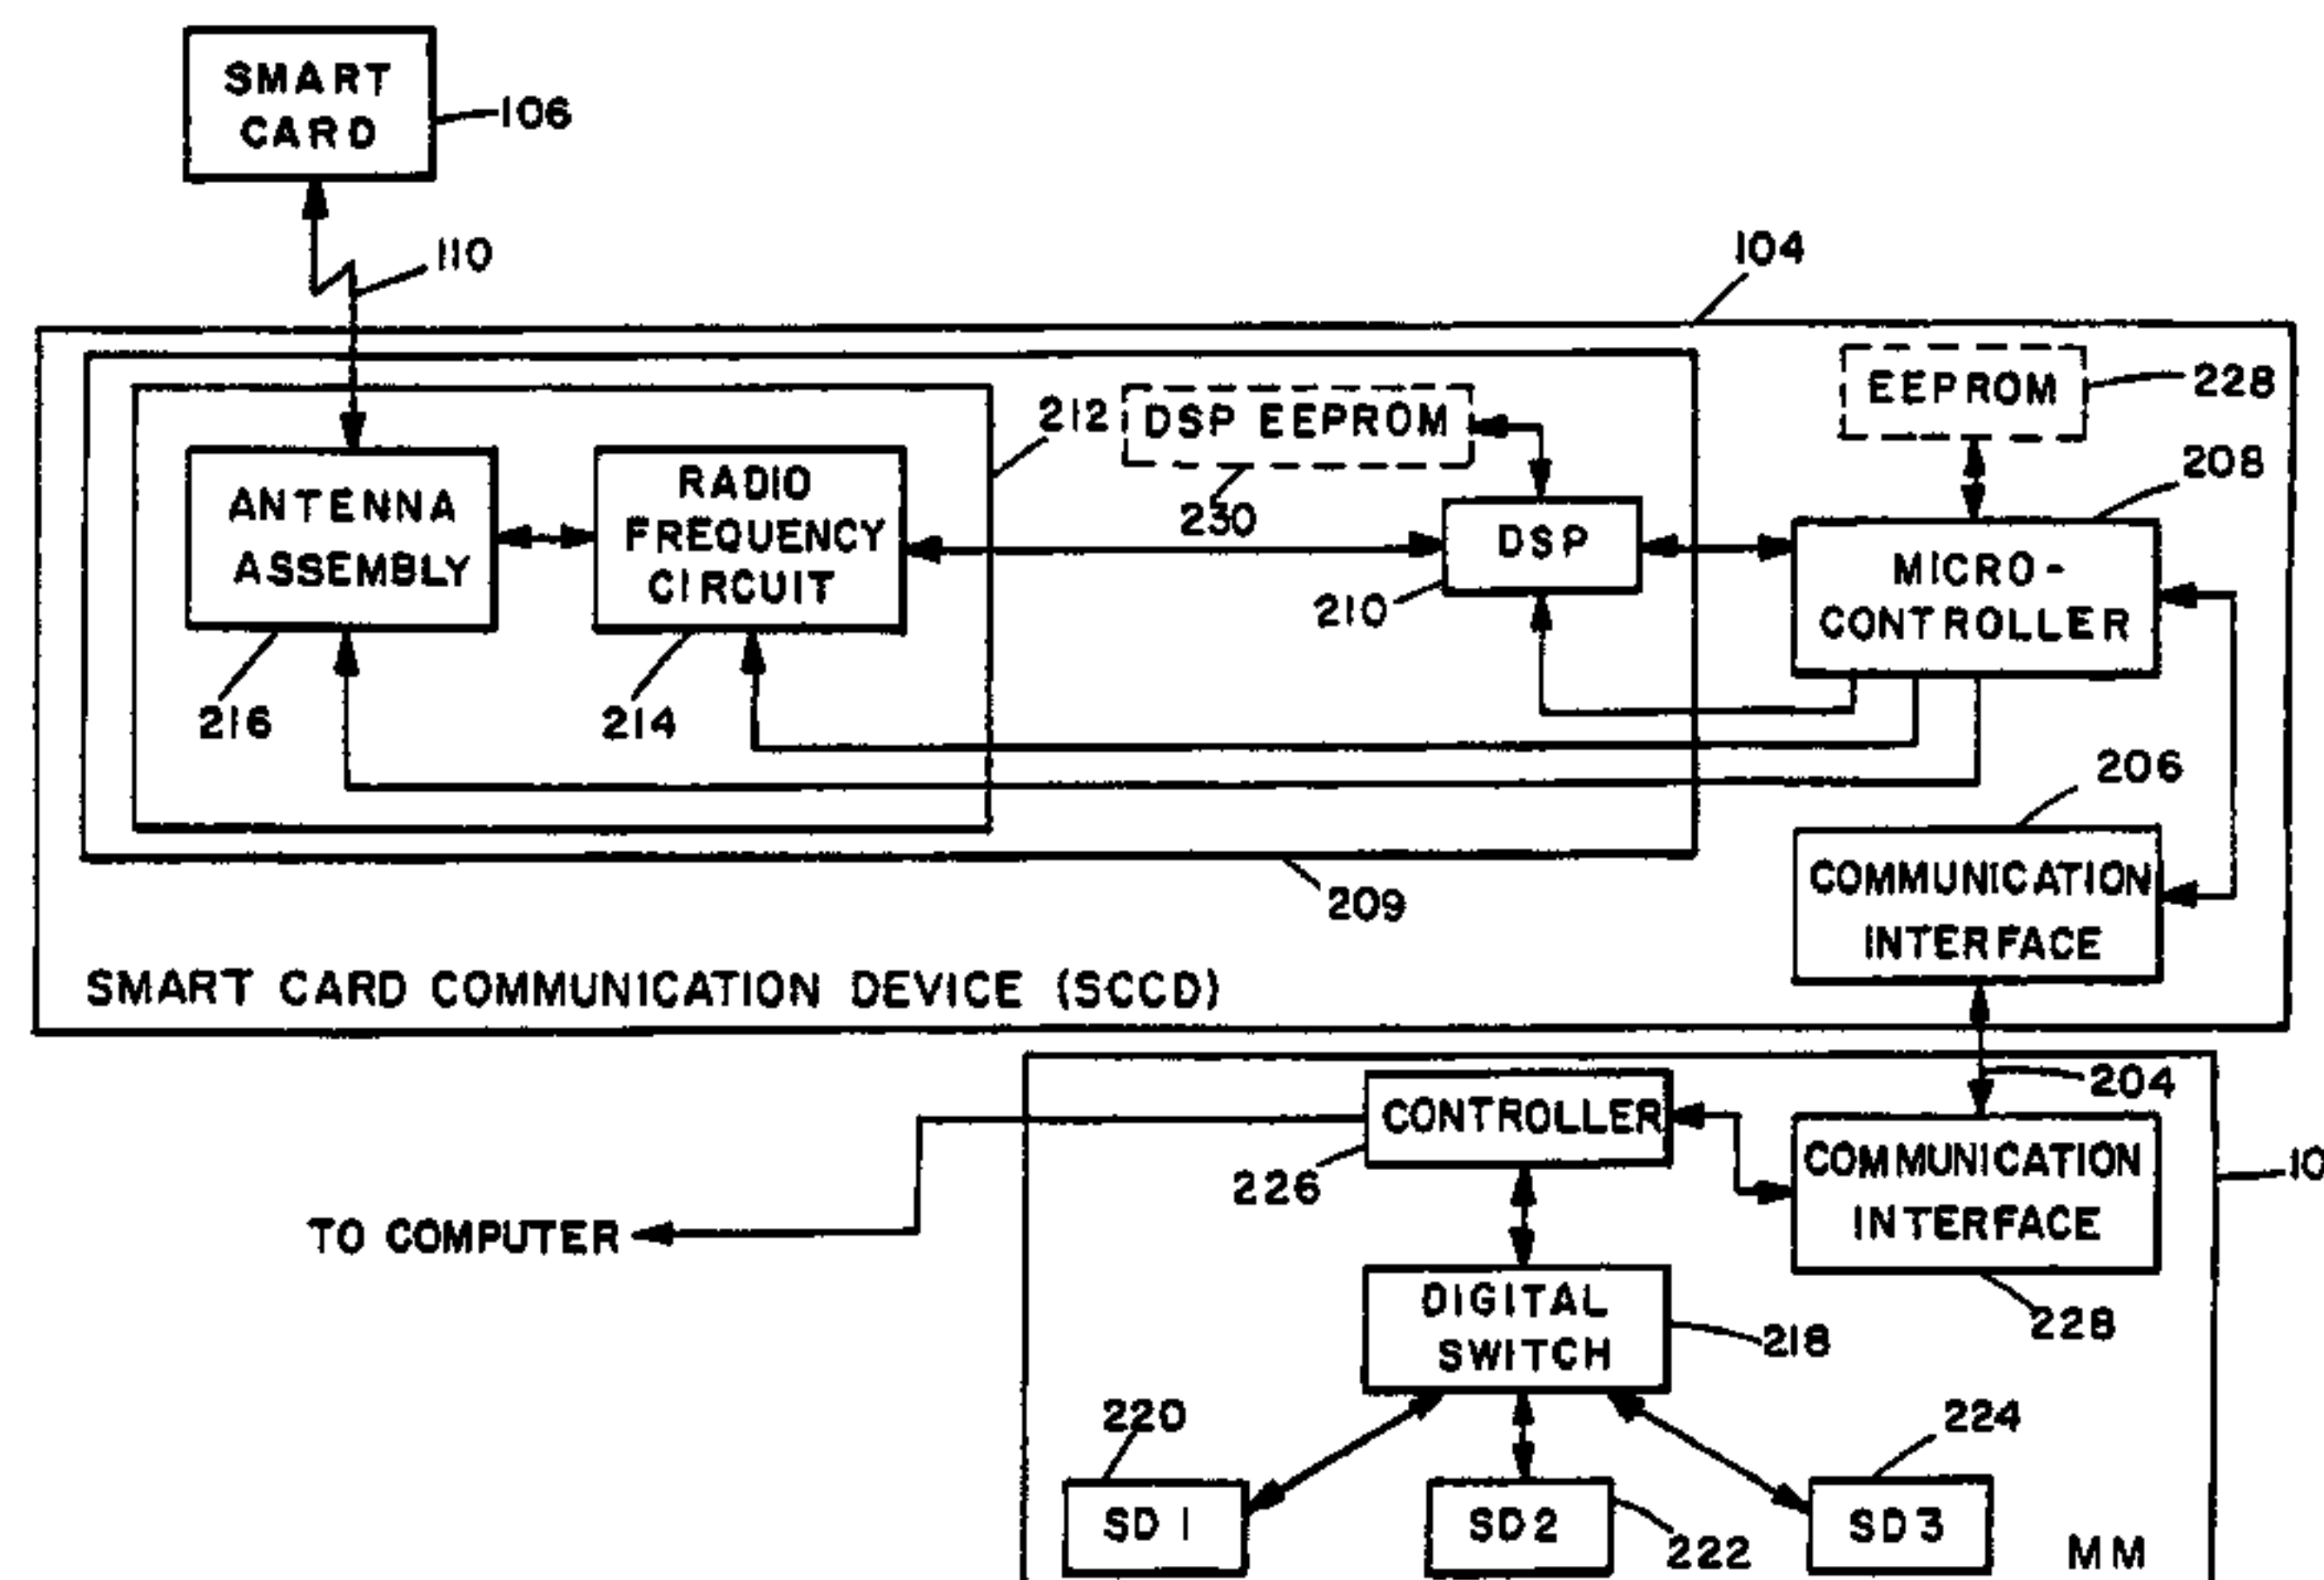 SMART
CARD
106
110
104
EEPROM
228
212
DSP EEPROM
230
208
ANTENNA
ASSEMBLY
RADIO
FREQUENCY
CIRCUIT
DSP
210
MICRO-
CONTROLLER
216
214
206
COMMUNICATION
INTERFACE
209
SMART CARD COMMUNICATION DEVICE (SCCD)
204
CONTROLLER
226
COMMUNICATION
INTERFACE
10
TO COMPUTER
228
DIGITAL
SWITCH
218
220
224
SD1
SD2
222
SD3
MM